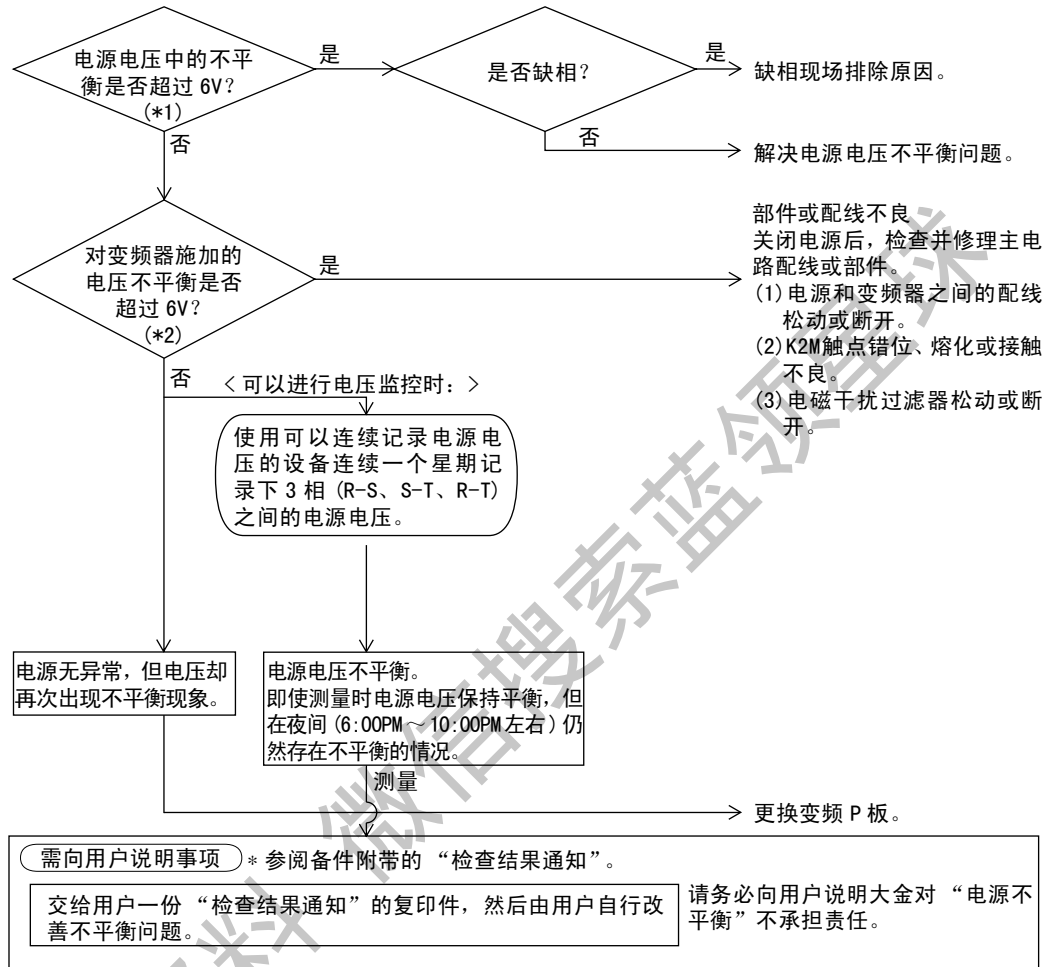 电源电压中的不平
衡是否超过 6V?
(*1)
是
是否缺相?
是
缺相现场排除原因。
否
否
解决电源电压不平衡问题。
对变频器施加的
电压不平衡是否
超过 6V?
(*2)
是
部件或配线不良
关闭电源后,检查并修理主电
路配线或部件。
(1)电源和变频器之间的配线
松动或断开。
(2)K2M触点错位、熔化或接触
不良。
(3)电磁干扰过滤器松动或断
开。
否
<可以进行电压监控时:>
使用可以连续记录电源电
压的设备连续一个星期记
录下 3 相 (R-S、S-T、R-T)
之间的电源电压。
电源无异常,但电压却
再次出现不平衡现象。
电源电压不平衡。
即使测量时电源电压保持平衡,但
在夜间 (6:00PM～10:00PM左右)仍
然存在不平衡的情况。
测量
更换变频 P 板。
需向用户说明事项
* 参阅备件附带的 “检查结果通知”。
交给用户一份 “检查结果通知”的复印件,然后由用户自行改
善不平衡问题。
请务必向用户说明大金对 “电源不
平衡”不承担责任。
资料 微信搜索蓝领星球